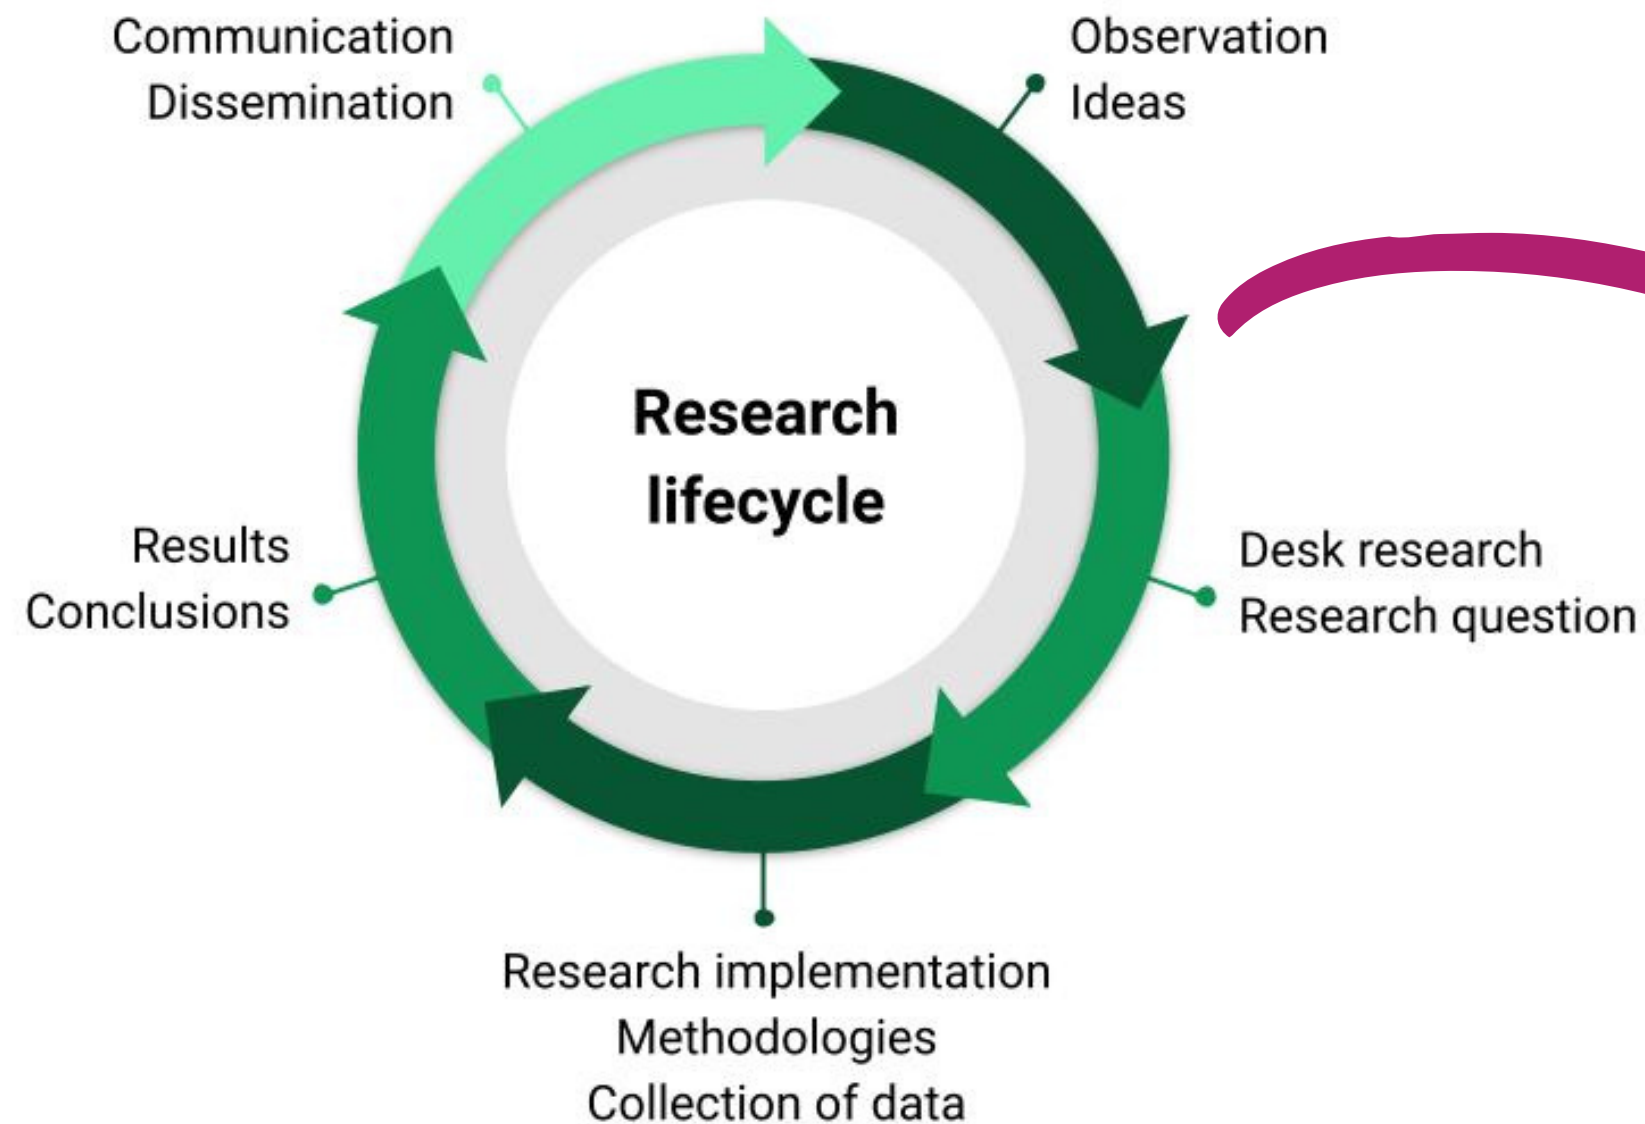 Communication
Dissemination
Observation
Ideas
Research
lifecycle
Results
Conclusions
Desk research
Research question
Research implementation
Methodologies
Collection of data